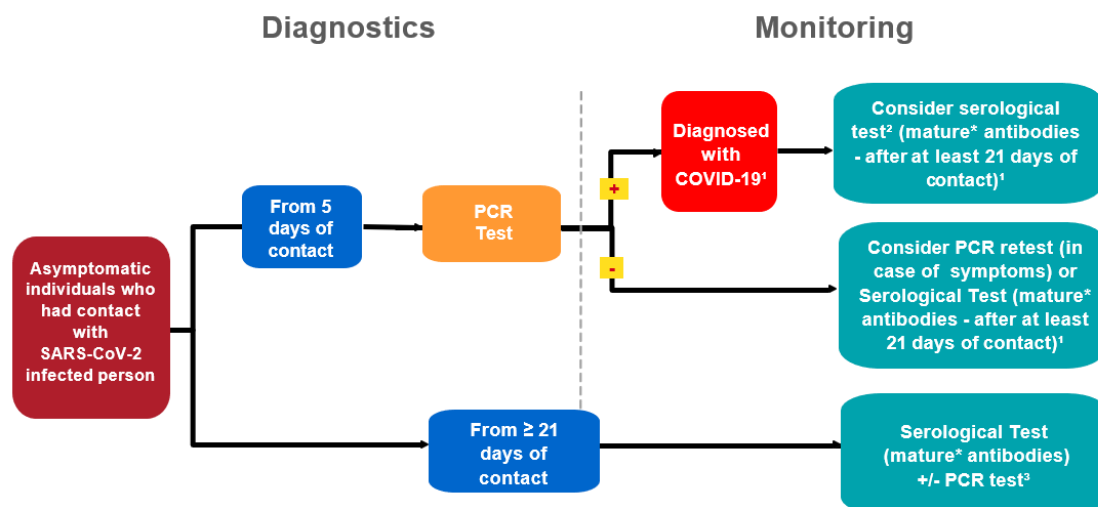 Diagnostics
Monitoring
Asymptomatic
individuals who
had contact
with
SARS-CoV-2
infected person
From 5
days of
contact
PCR
Test
+
-
Diagnosed
with
COVID-19¹
Consider serological
test² (mature* antibodies
- after at least 21 days of
contact)¹
Consider PCR retest (in
case of symptoms) or
Serological Test (mature*
antibodies - after at least
21 days of contact)¹
From ≥ 21
days of
contact
Serological Test
(mature* antibodies)
+/- PCR test³